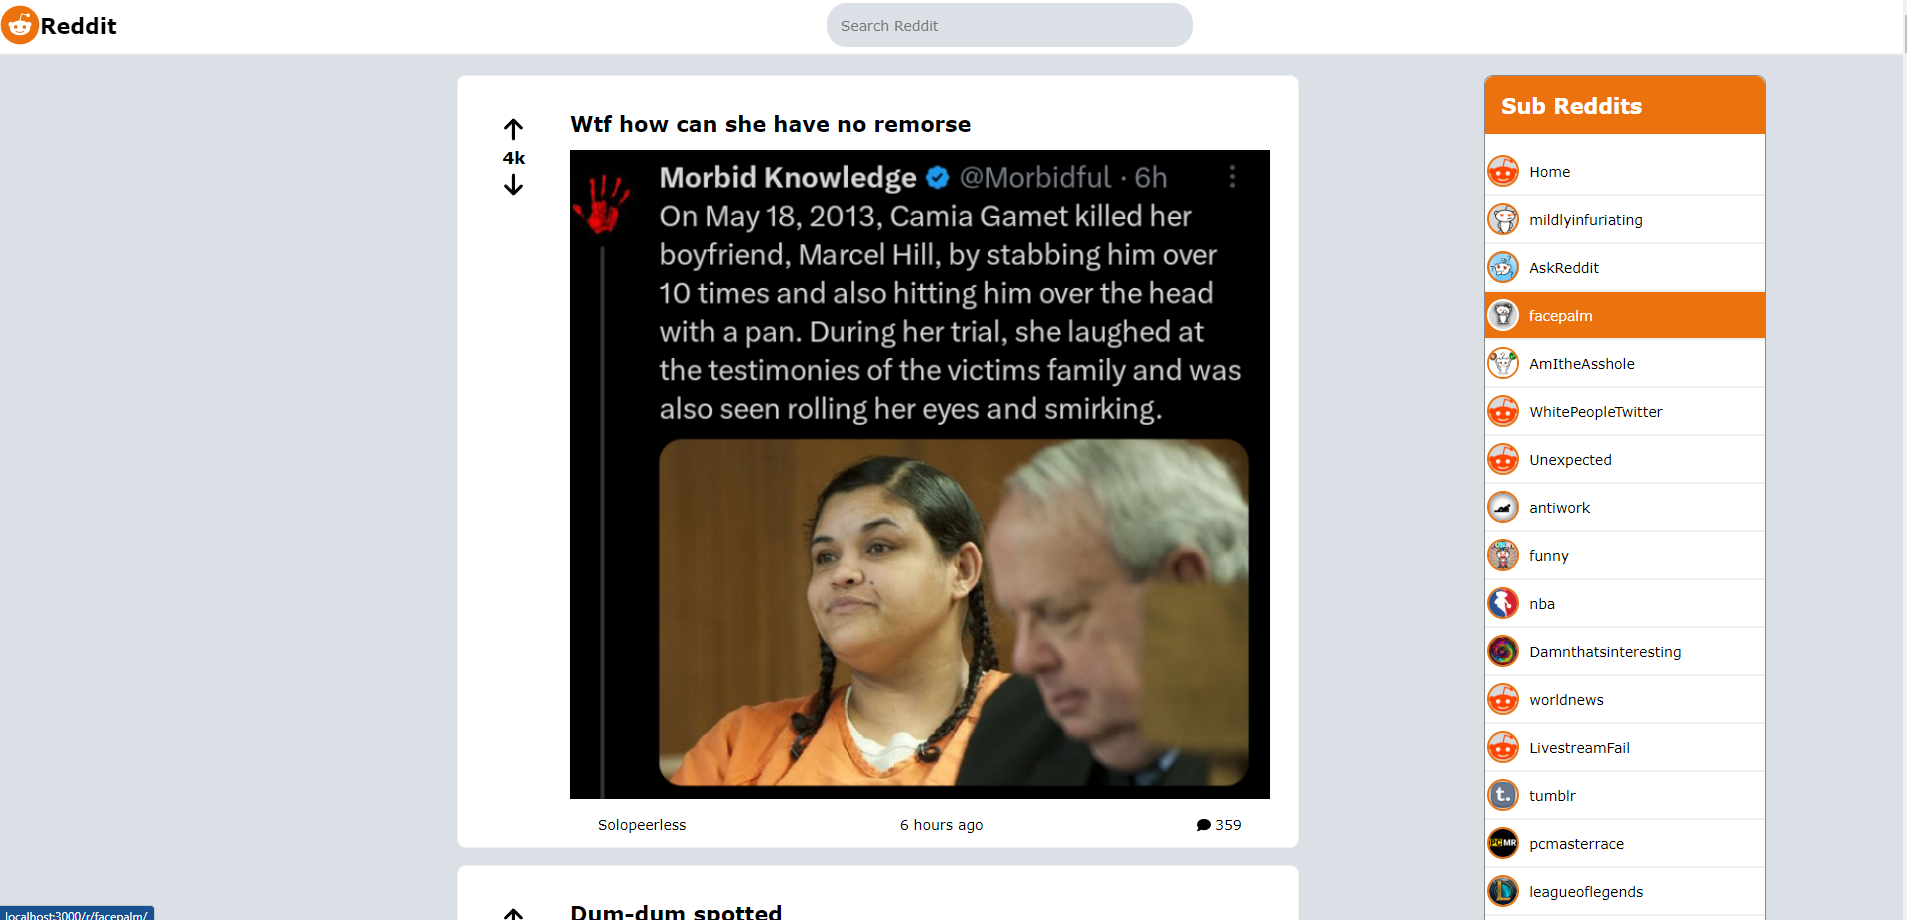 Reddit
Search Reddit
Wtf how can she have no remorse
4k
Morbid Knowledge @Morbidful · 6h
On May 18, 2013, Camia Gamet killed her
boyfriend, Marcel Hill, by stabbing him over
10 times and also hitting him over the head
with a pan. During her trial, she laughed at
the testimonies of the victims family and was
also seen rolling her eyes and smirking.
Solopeerless 6 hours ago 359
Dum-dum spotted
Sub Reddits
Home
mildlyinfuriating
AskReddit
facepalm
AmItheAsshole
WhitePeopleTwitter
Unexpected
antiwork
funny
nba
Damnthatsinteresting
worldnews
LivestreamFail
t.
tumblr
PCMR
pcmasterrace
leagueoflegends
localhost:3000/r/facepalm/